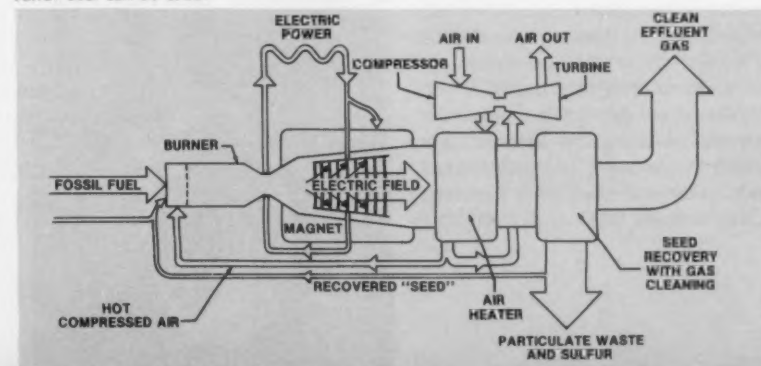 ELECTRIC
POWER
AIR IN
AIR OUT
CLEAN
EFFLUENT
GAS
COMPRESSOR
TURBINE
BURNER
FOSSIL FUEL
ELECTRIC FIELD
MAGNET
SEED
RECOVERY
WITH GAS
CLEANING
RECOVERED "SEED"
AIR
HEATER
HOT
COMPRESSED AIR
PARTICULATE WASTE
AND SULFUR